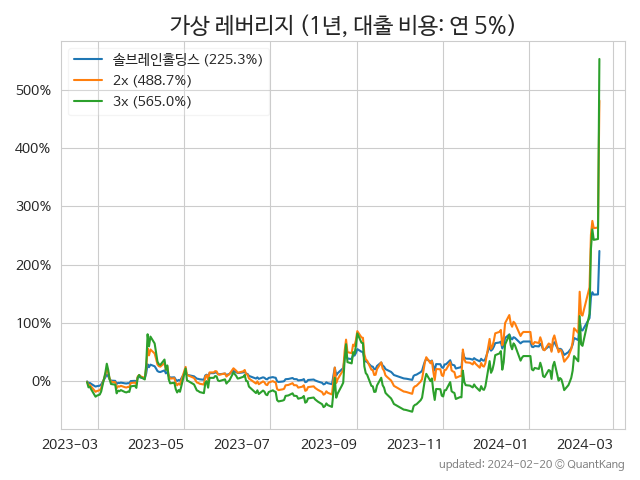 가상 레버리지 (1년, 대출 비용: 연 5%)
솔브레인홀딩스 (225.3%)
2x (488.7%)
3x (565.0%)
500%
400%
300%
200%
100%
0%
2023-03 2023-05 2023-07 2023-09 2023-11 2024-01 2024-03
updated: 2024-02-20 © QuantKang